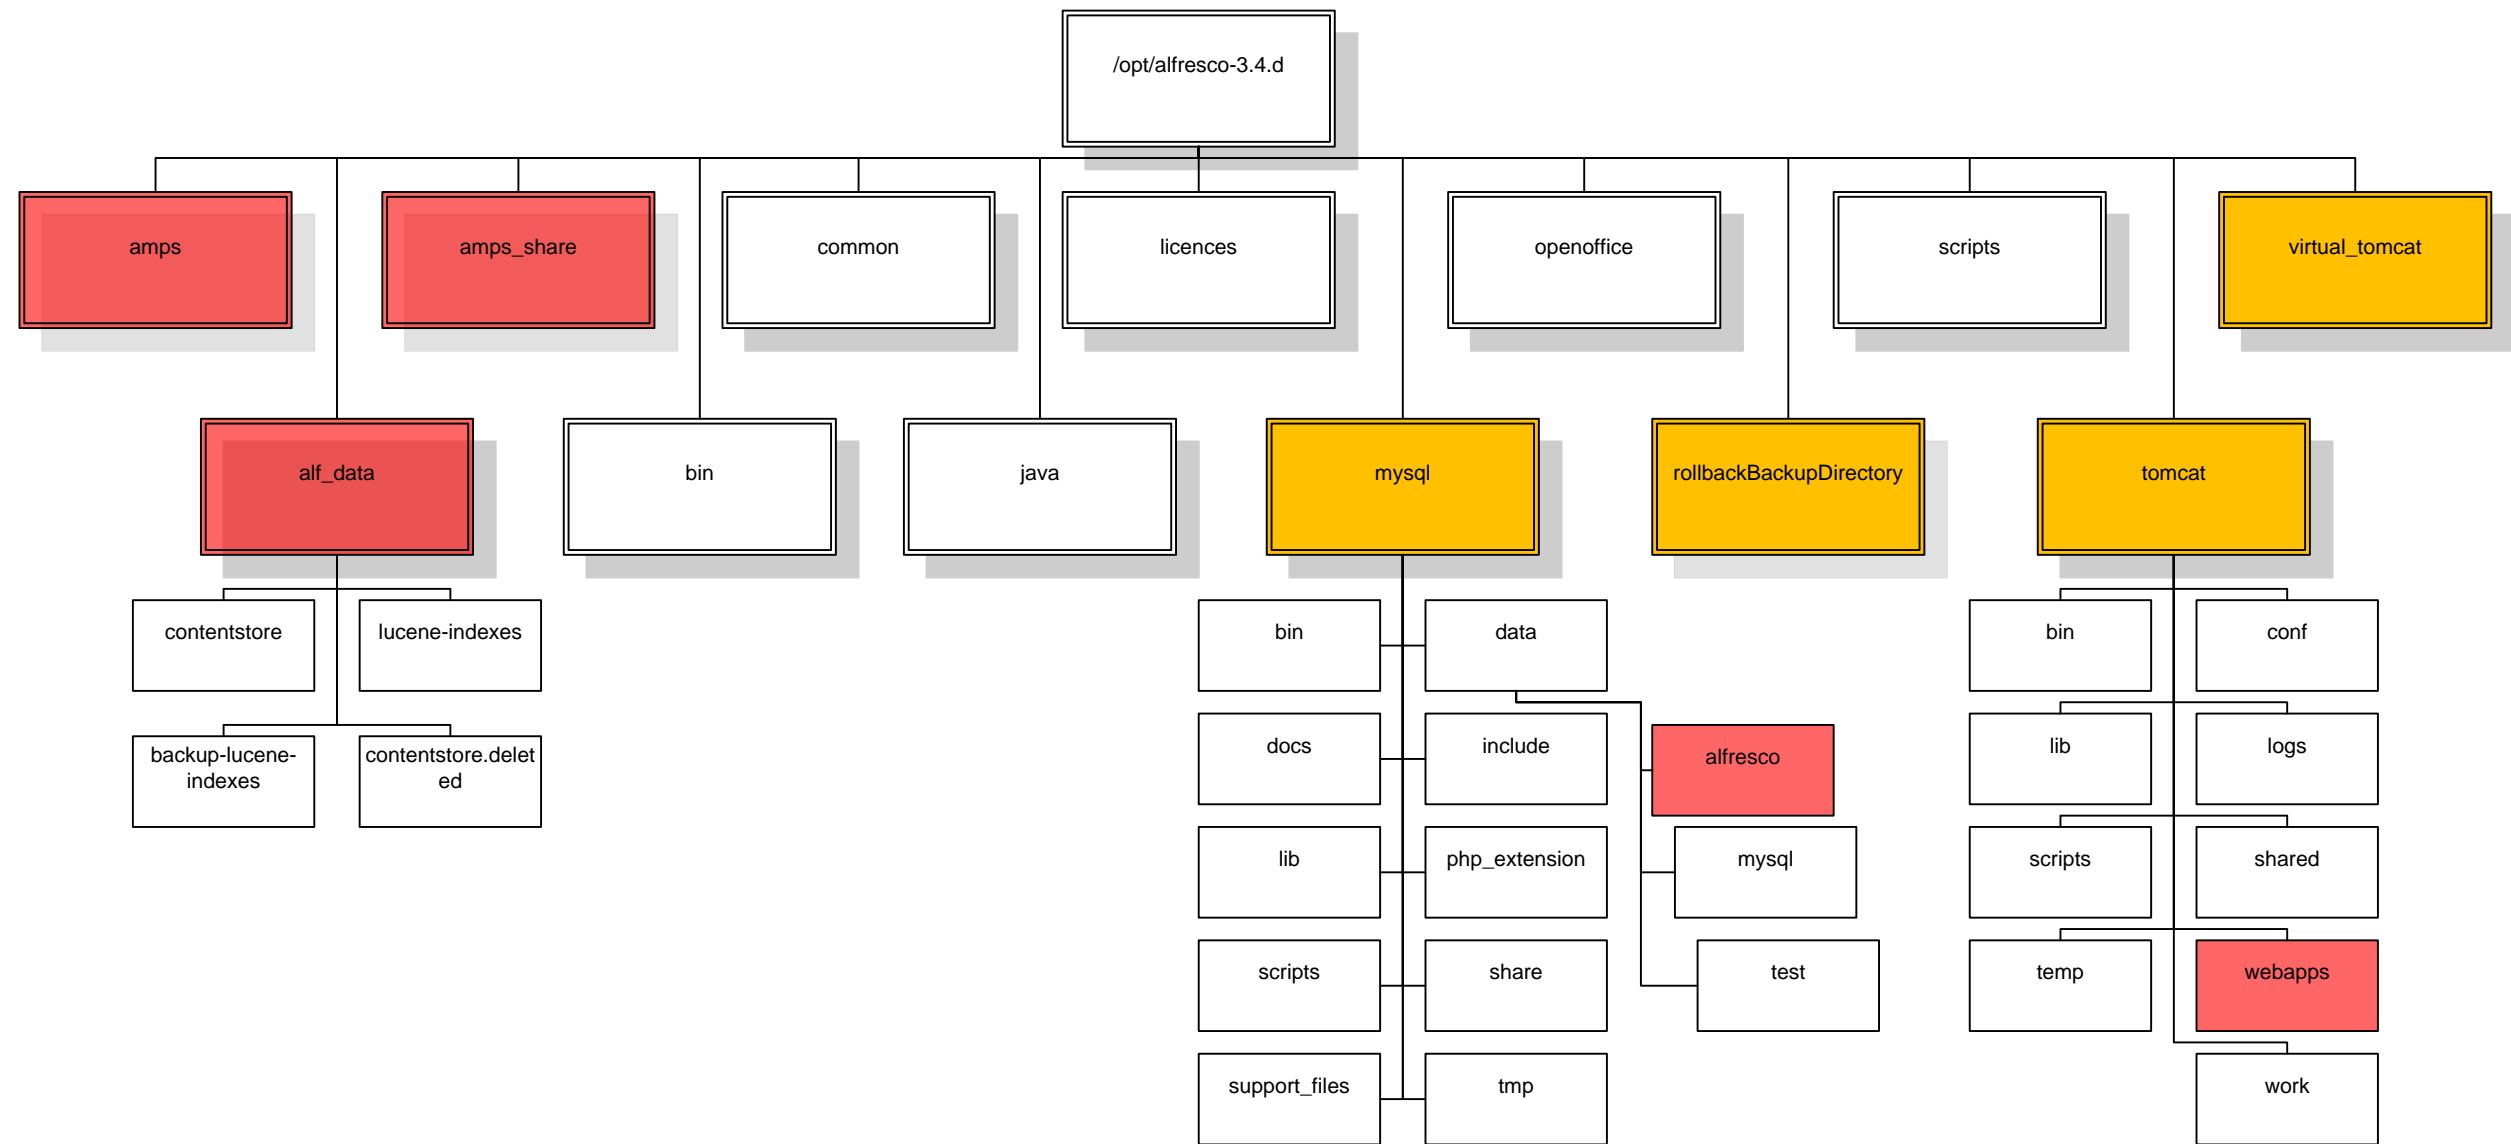 /opt/alfresco-3.4.d
amps
amps_share
common
licences
openoffice
scripts
virtual_tomcat
alf_data
bin
java
mysql
rollbackBackupDirectory
tomcat
contentstore
lucene-indexes
backup-lucene-
indexes
contentstore.delet
ed
bin
data
docs
include
lib
php_extension
scripts
share
support_files
tmp
alfresco
mysql
test
bin
conf
lib
logs
scripts
shared
temp
webapps
work